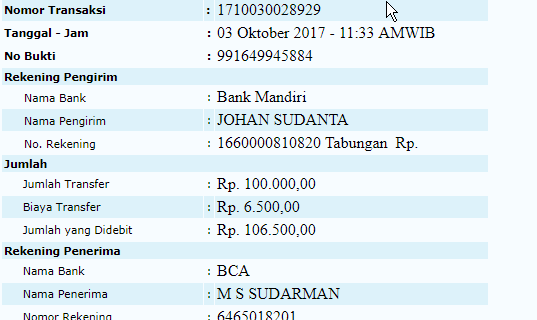 Nomor Transaksi : 1710030028929
Tanggal - Jam : 03 Oktober 2017 - 11:33 AMWIB
No Bukti : 991649945884
Rekening Pengirim
Nama Bank : Bank Mandiri
Nama Pengirim : JOHAN SUDANTA
No. Rekening : 1660000810820 Tabungan Rp.
Jumlah
Jumlah Transfer : Rp. 100.000,00
Biaya Transfer : Rp. 6.500,00
Jumlah yang Didebit : Rp. 106.500,00
Rekening Penerima
Nama Bank : BCA
Nama Penerima : M S SUDARMAN
Nomor Rekening : 6465018201